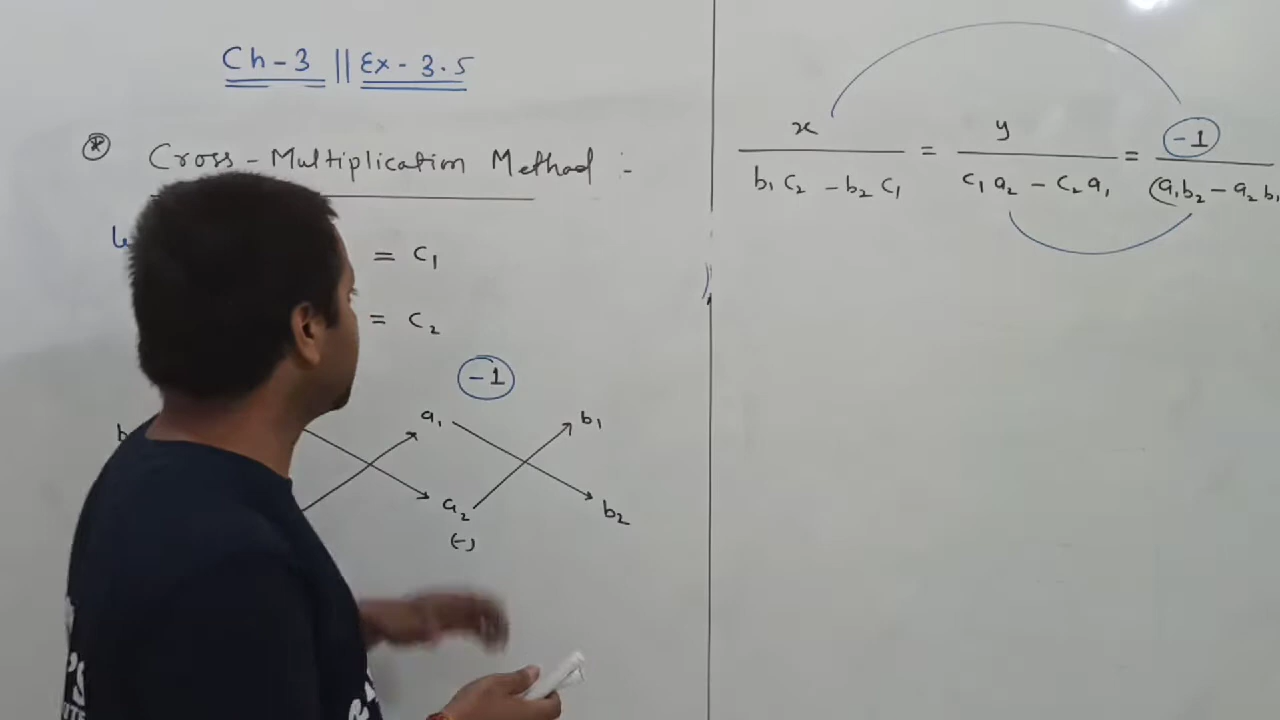 Ch-3 || Ex-3.5
* Cross-Multiplication Method :-
= c₁
= c₂
-1
a₁ b₁
a₂ b₂
(-)
x / (b₁c₂ - b₂c₁) = y / (c₁a₂ - c₂a₁) = -1 / (a₁b₂ - a₂b₁